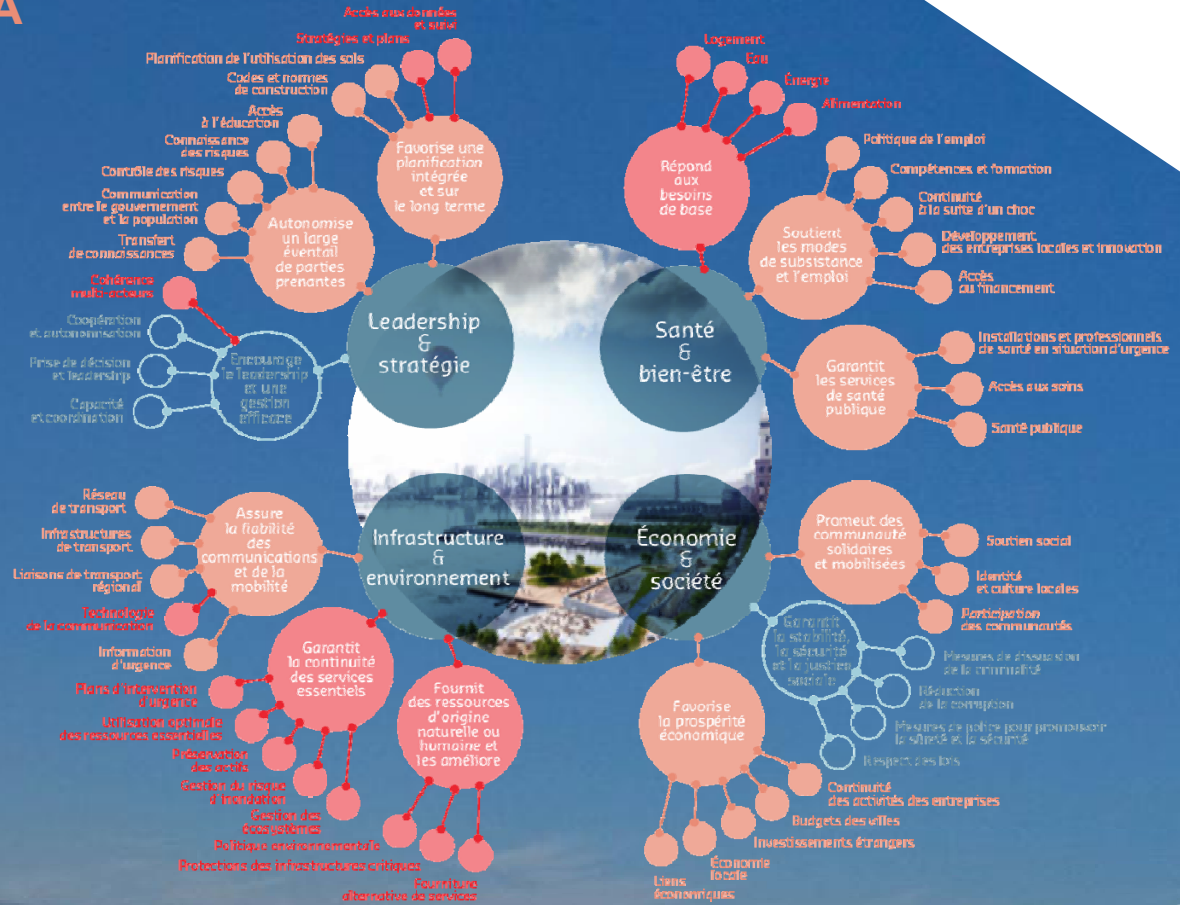 A
Accès aux données
et suivi
Stratégies et plans
Planification de l'utilisation des sols
Codes et normes
de construction
Favorise une
planification
intégrée
et sur
le long terme
Accès
à l'éducation
Connaissance
des risques
Contrôle des risques
Communication
entre le gouvernement
et la population
Transfert
de connaissances
Autonomise
un large
éventail
de parties
prenantes
Cohérence
multi-acteurs
Coopération
et autonomisation
Prise de décision
et leadership
Capacité
et coordination
Encourage
le leadership
et une
gestion
efficace
Leadership
&
stratégie
Logement
Eau
Énergie
Alimentation
Répond
aux
besoins
de base
Politique de l'emploi
Compétences et formation
Continuité
à la suite d'un choc
Développement
des entreprises locales et innovation
Accès
au financement
Soutient
les modes
de subsistance
et l'emploi
Santé
&
bien-être
Garantit
les services
de santé
publique
Installations et professionnels
de santé en situation d'urgence
Accès aux soins
Santé publique
Réseau
de transport
Infrastructures
de transport
Liaisons de transport
régional
Technologie
de la communication
Information
d'urgence
Assure
la fiabilité
des
communications
et de la
mobilité
Infrastructure
&
environnement
Garantit
la continuité
des services
essentiels
Plans d'intervention
d'urgence
Utilisation optimale
des ressources essentielles
Préservation
des actifs
Gestion du risque
d'inondation
Gestion des
écosystèmes
Fournit
des ressources
d'origine
naturelle ou
humaine et
les améliore
Politique environnementale
Protections des infrastructures critiques
Fourniture
alternative de services
Économie
&
société
Promeut des
communauté
solidaires
et mobilisées
Soutien social
Identité
et culture locales
Participation
des communautés
Garantit
la stabilité,
la sécurité
et la justice
sociale
Mesures de dissuasion
de la criminalité
Réduction
de la corruption
Mesures de police pour promouvoir
la sûreté et la sécurité
Respect des lois
Favorise
la prospérité
économique
Continuité
des activités des entreprises
Budgets des villes
Investissements étrangers
Économie
locale
Liens
économiques